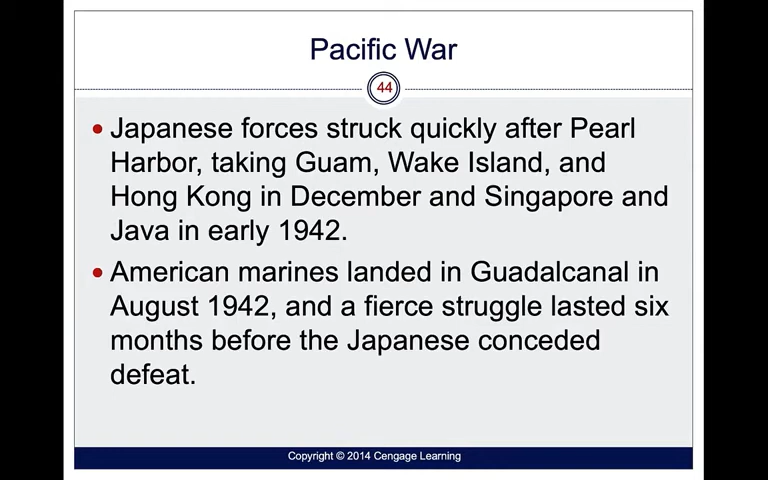 Pacific War
44
• Japanese forces struck quickly after Pearl
Harbor, taking Guam, Wake Island, and
Hong Kong in December and Singapore and
Java in early 1942.
• American marines landed in Guadalcanal in
August 1942, and a fierce struggle lasted six
months before the Japanese conceded
defeat.
Copyright © 2014 Cengage Learning